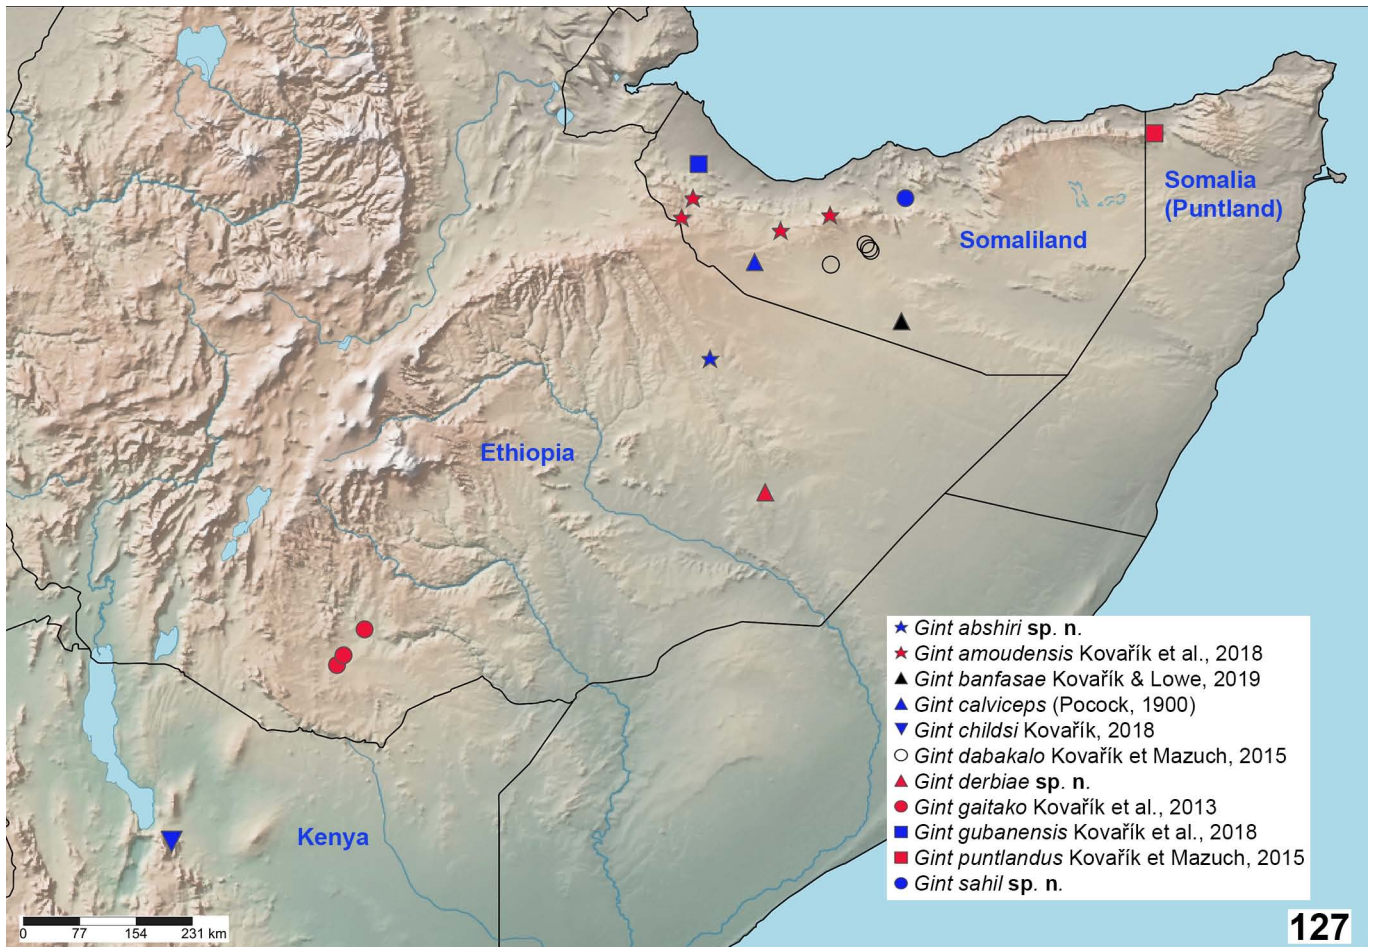 Somalia
(Puntland)
Somaliland
Ethiopia
Gint abshiri sp. n.
Gint amoudensis Kovařík et al., 2018
Gint banfasae Kovařík & Lowe, 2019
Gint calviceps (Pocock, 1900)
Gint childsi Kovařík, 2018
Gint dabakalo Kovařík et Mazuch, 2015
Gint derbiae sp. n.
Gint gaitako Kovařík et al., 2013
Gint gubanensis Kovařík et al., 2018
Gint puntlandus Kovařík et Mazuch, 2015
Gint sahil sp. n.
Kenya
0 77 154 231 km
127